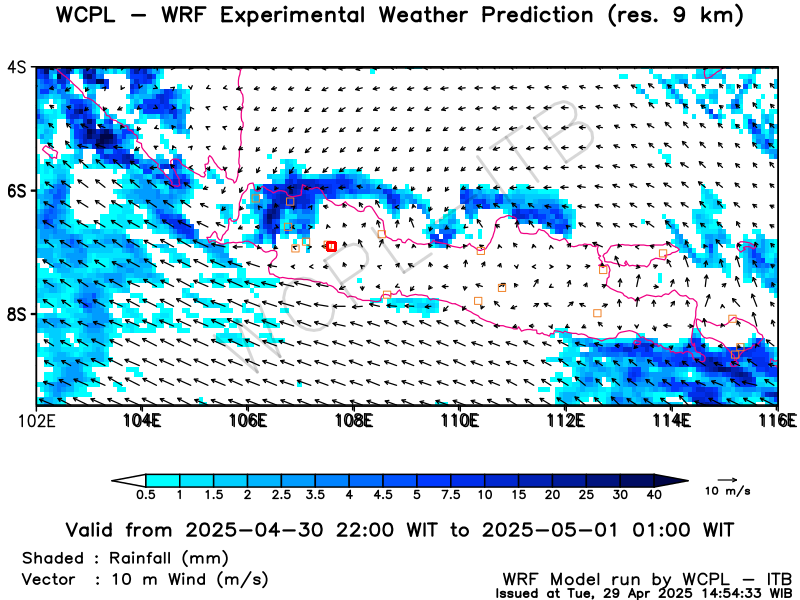 WCPL – WRF Experimental Weather Prediction (res. 9 km)
4S
6S
8S
102E 104E 106E 108E 110E 112E 114E 116E
WCPL ITB
0.5 1 1.5 2 2.5 3.5 4 4.5 5 7.5 10 15 20 25 30 40
10 m/s
Valid from 2025-04-30 22:00 WIT to 2025-05-01 01:00 WIT
Shaded : Rainfall (mm)
Vector : 10 m Wind (m/s)
WRF Model run by WCPL – ITB
Issued at Tue, 29 Apr 2025 14:54:33 WIB